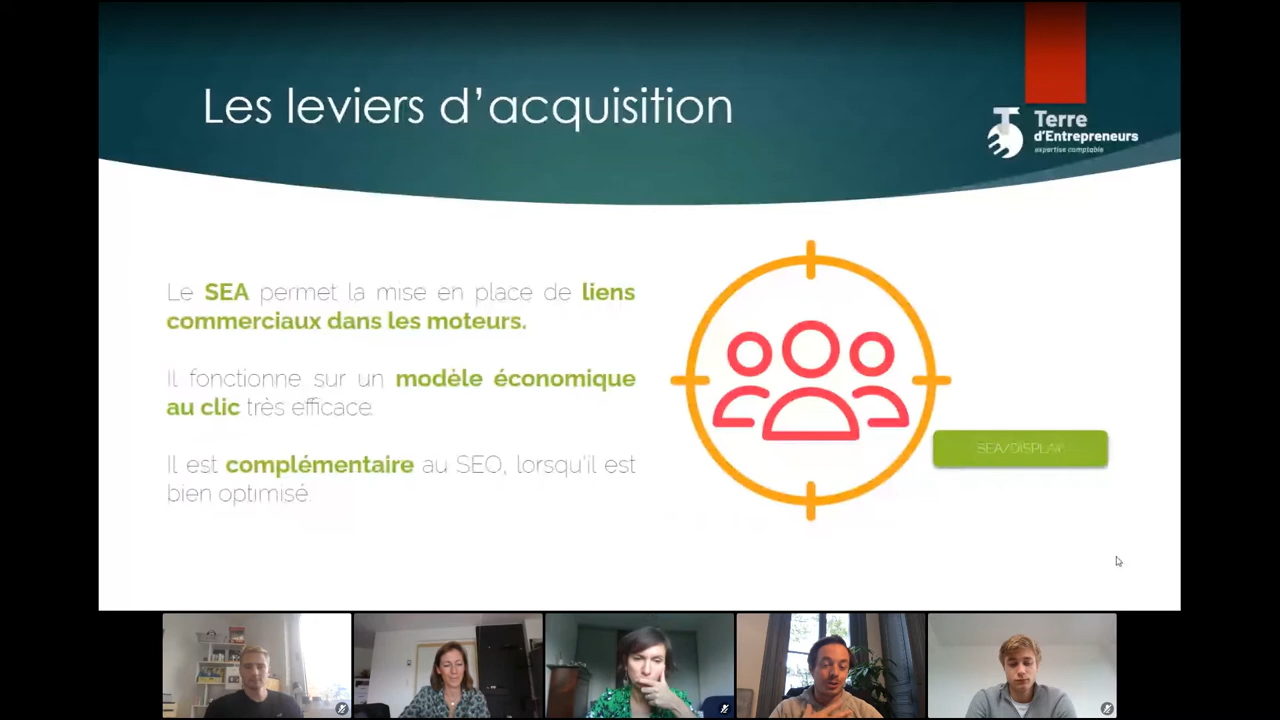 Les leviers d'acquisition
Terre
d'Entrepreneurs
expertise comptable
Le SEA permet la mise en place de liens
commerciaux dans les moteurs.
Il fonctionne sur un modèle économique
au clic très efficace.
Il est complémentaire au SEO, lorsqu'il est
bien optimisé.
SEA/DISPLAY